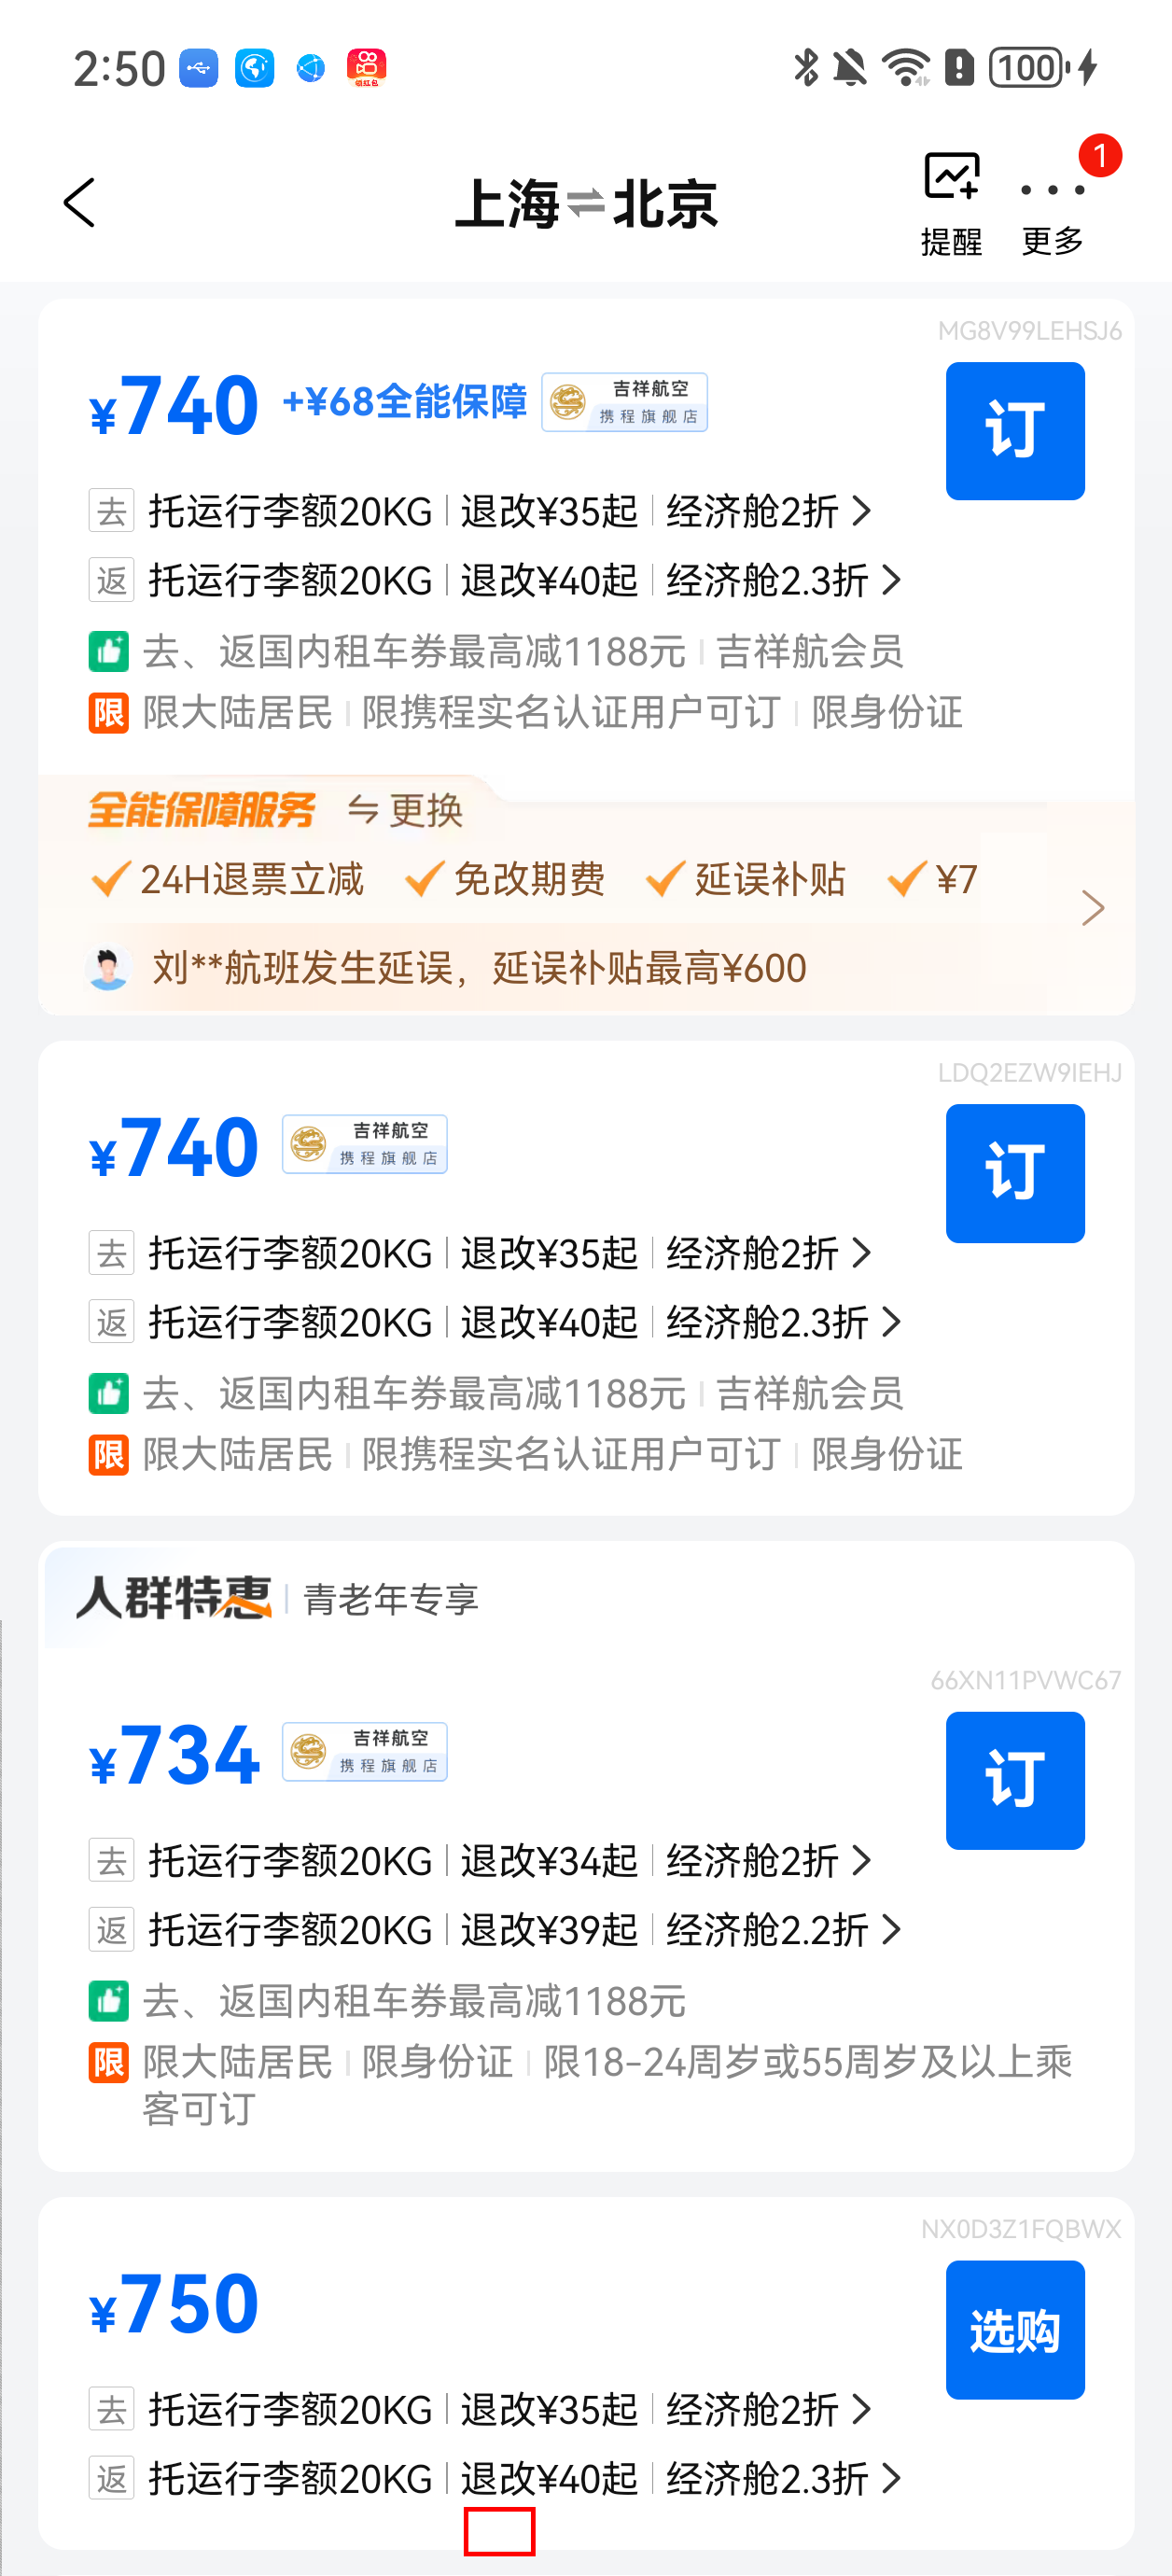 2:50
领红包
100
上海⇌北京
提醒
更多
1
MG8V99LEHSJ6
¥740 +¥68全能保障 吉祥航空 携程旗舰店
订
去 托运行李额20KG 退改¥35起 经济舱2折
返 托运行李额20KG 退改¥40起 经济舱2.3折
去、返国内租车券最高减1188元 吉祥航会员
限 限大陆居民 限携程实名认证用户可订 限身份证
全能保障服务 更换
24H退票立减 免改期费 延误补贴 ¥7
刘**航班发生延误，延误补贴最高¥600
LDQ2EZW9IEHJ
¥740 吉祥航空 携程旗舰店
订
去 托运行李额20KG 退改¥35起 经济舱2折
返 托运行李额20KG 退改¥40起 经济舱2.3折
去、返国内租车券最高减1188元 吉祥航会员
限 限大陆居民 限携程实名认证用户可订 限身份证
人群特惠 青老年专享
66XN11PVWC67
¥734 吉祥航空 携程旗舰店
订
去 托运行李额20KG 退改¥34起 经济舱2折
返 托运行李额20KG 退改¥39起 经济舱2.2折
去、返国内租车券最高减1188元
限 限大陆居民 限身份证 限18-24周岁或55周岁及以上乘
客可订
NX0D3Z1FQBWX
¥750
选购
去 托运行李额20KG 退改¥35起 经济舱2折
返 托运行李额20KG 退改¥40起 经济舱2.3折